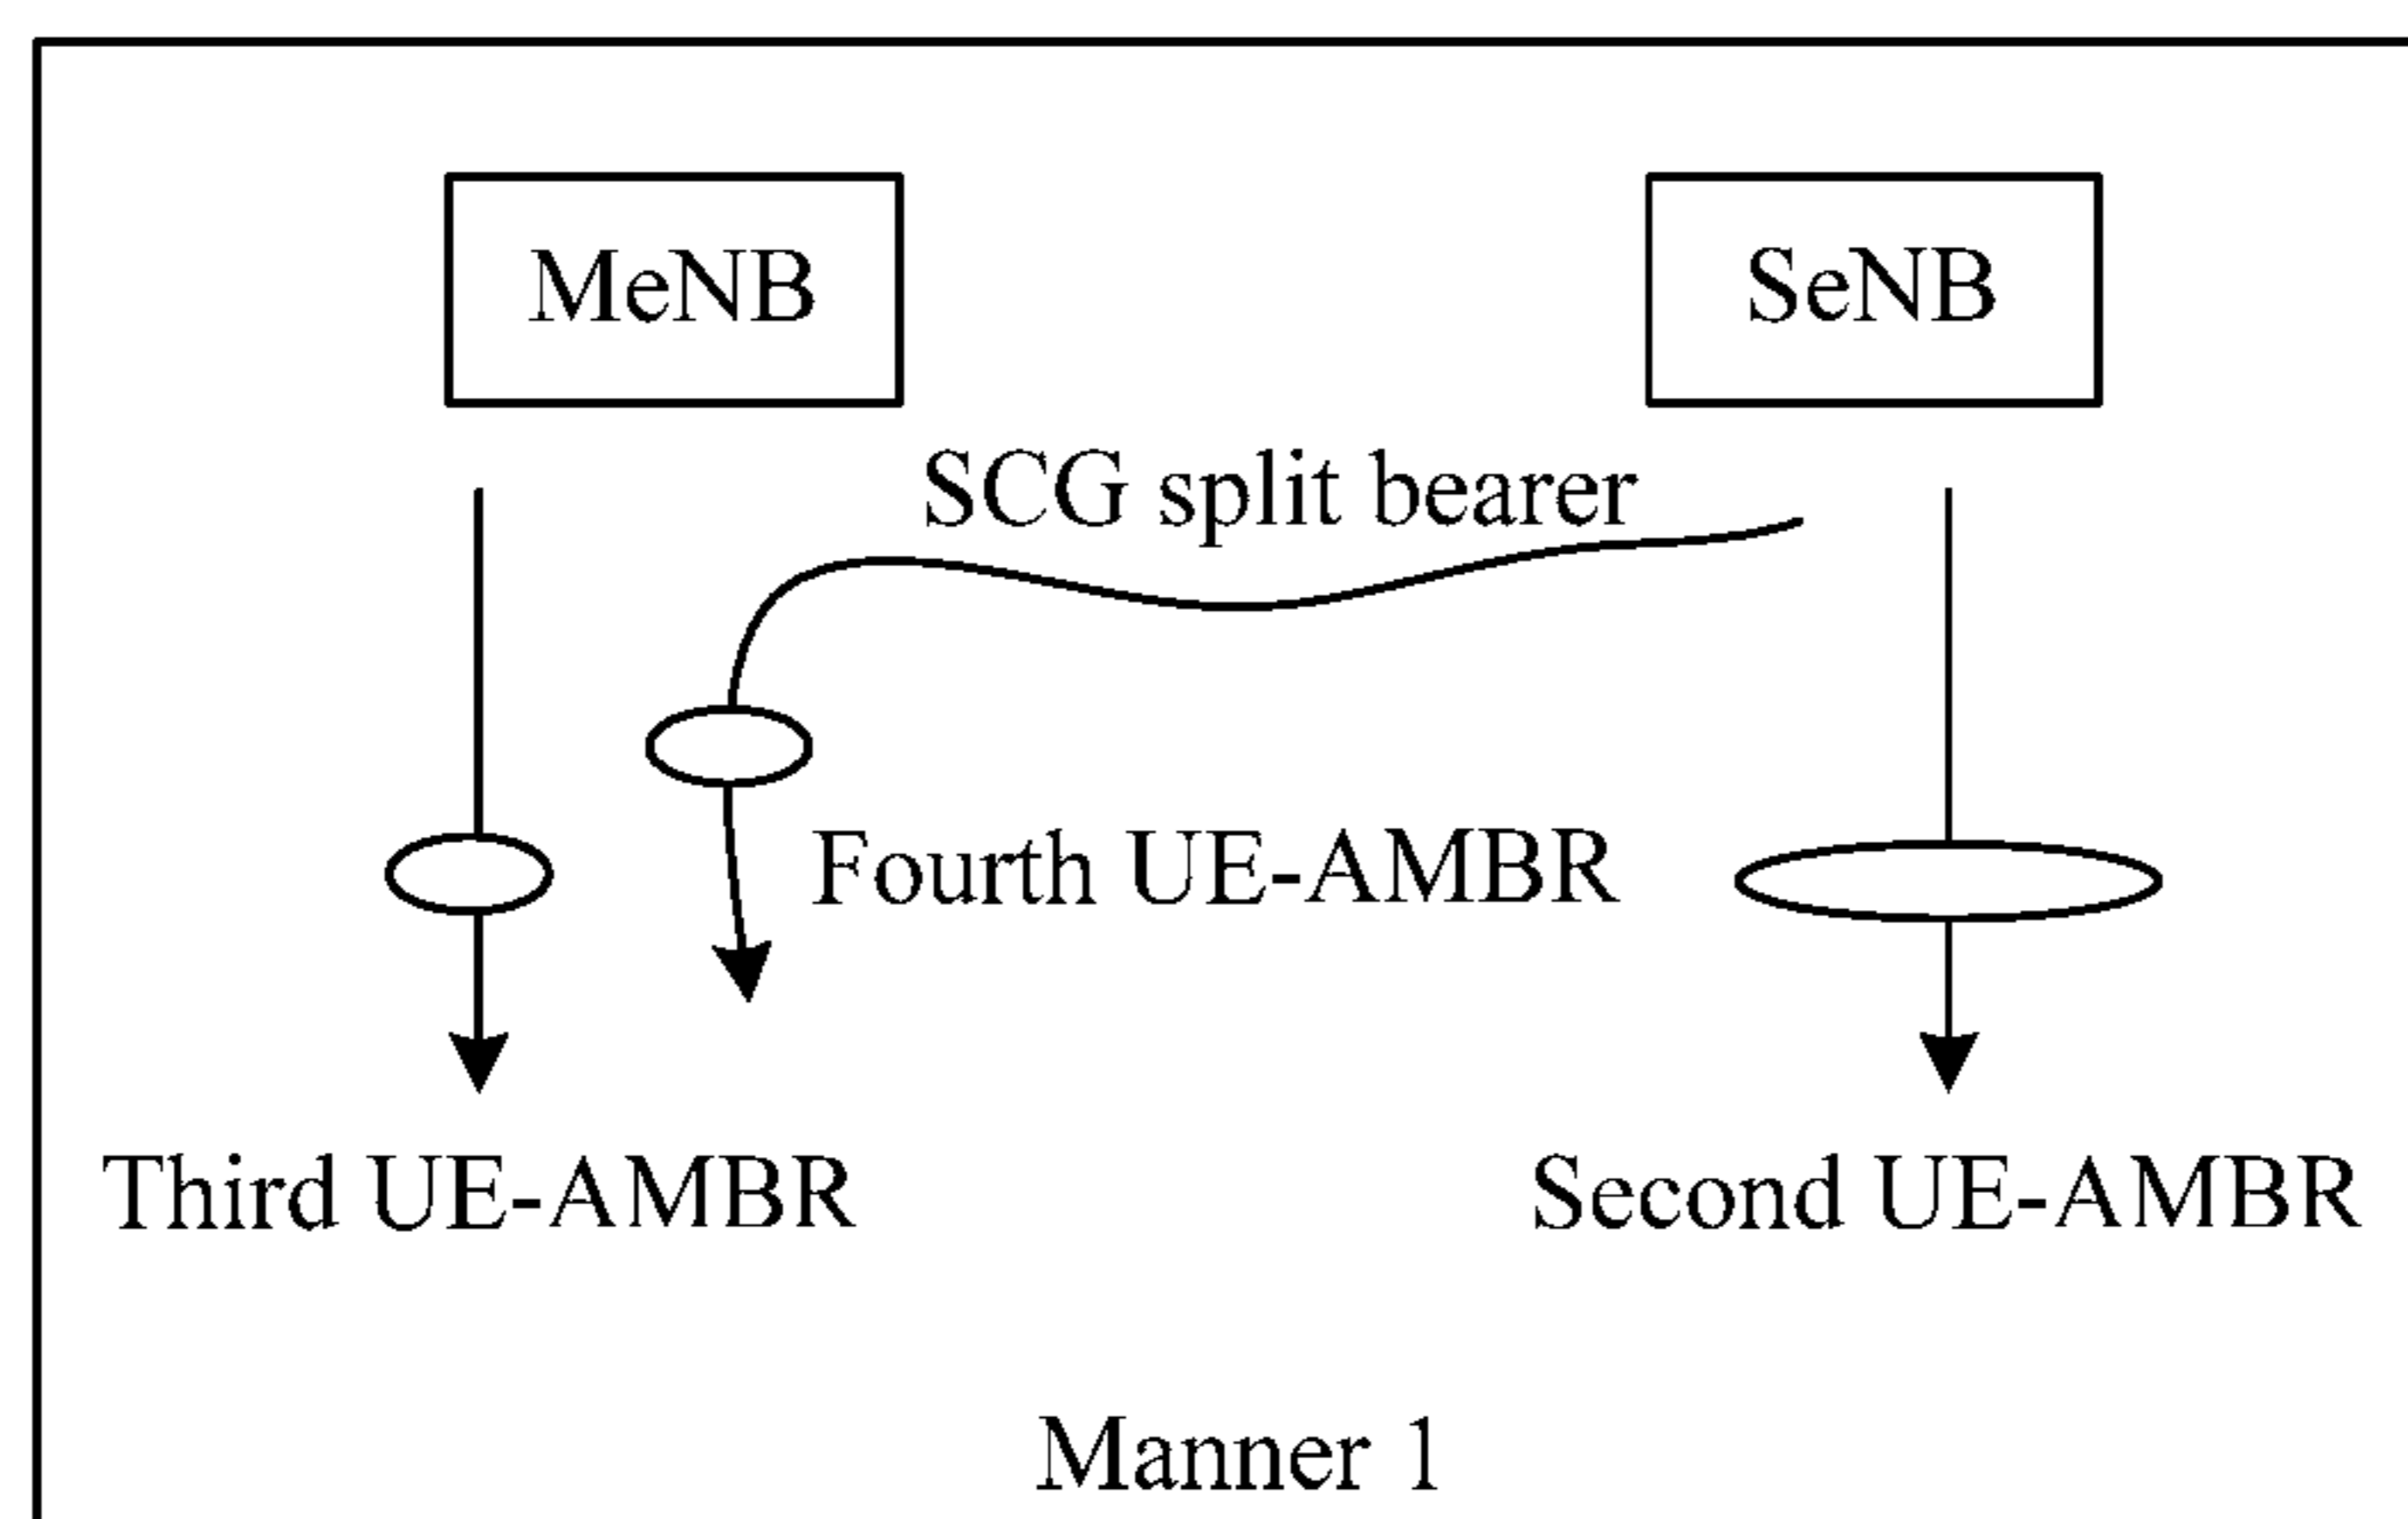 MeNB
SeNB
SCG split bearer
Fourth UE-AMBR
Third UE-AMBR
Second UE-AMBR
Manner 1